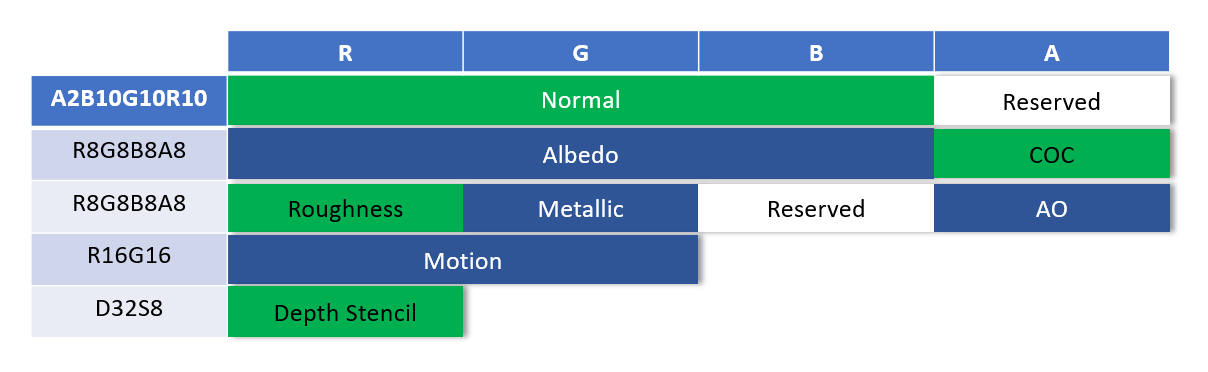 R G B A
A2B10G10R10 Normal Reserved
R8G8B8A8 Albedo COC
R8G8B8A8 Roughness Metallic Reserved AO
R16G16 Motion
D32S8 Depth Stencil